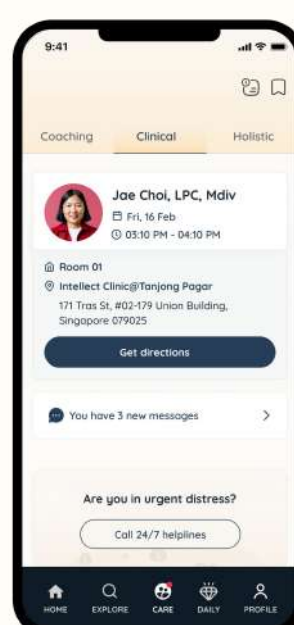 9:41
Coaching Clinical Holistic
Jae Choi, LPC, Mdiv
Fri, 16 Feb
03:10 PM - 04:10 PM
Room 01
Intellect Clinic@Tanjong Pagar
171 Tras St, #02-179 Union Building,
Singapore 079025
Get directions
You have 3 new messages
Are you in urgent distress?
Call 24/7 helplines
HOME EXPLORE CARE DAILY PROFILE